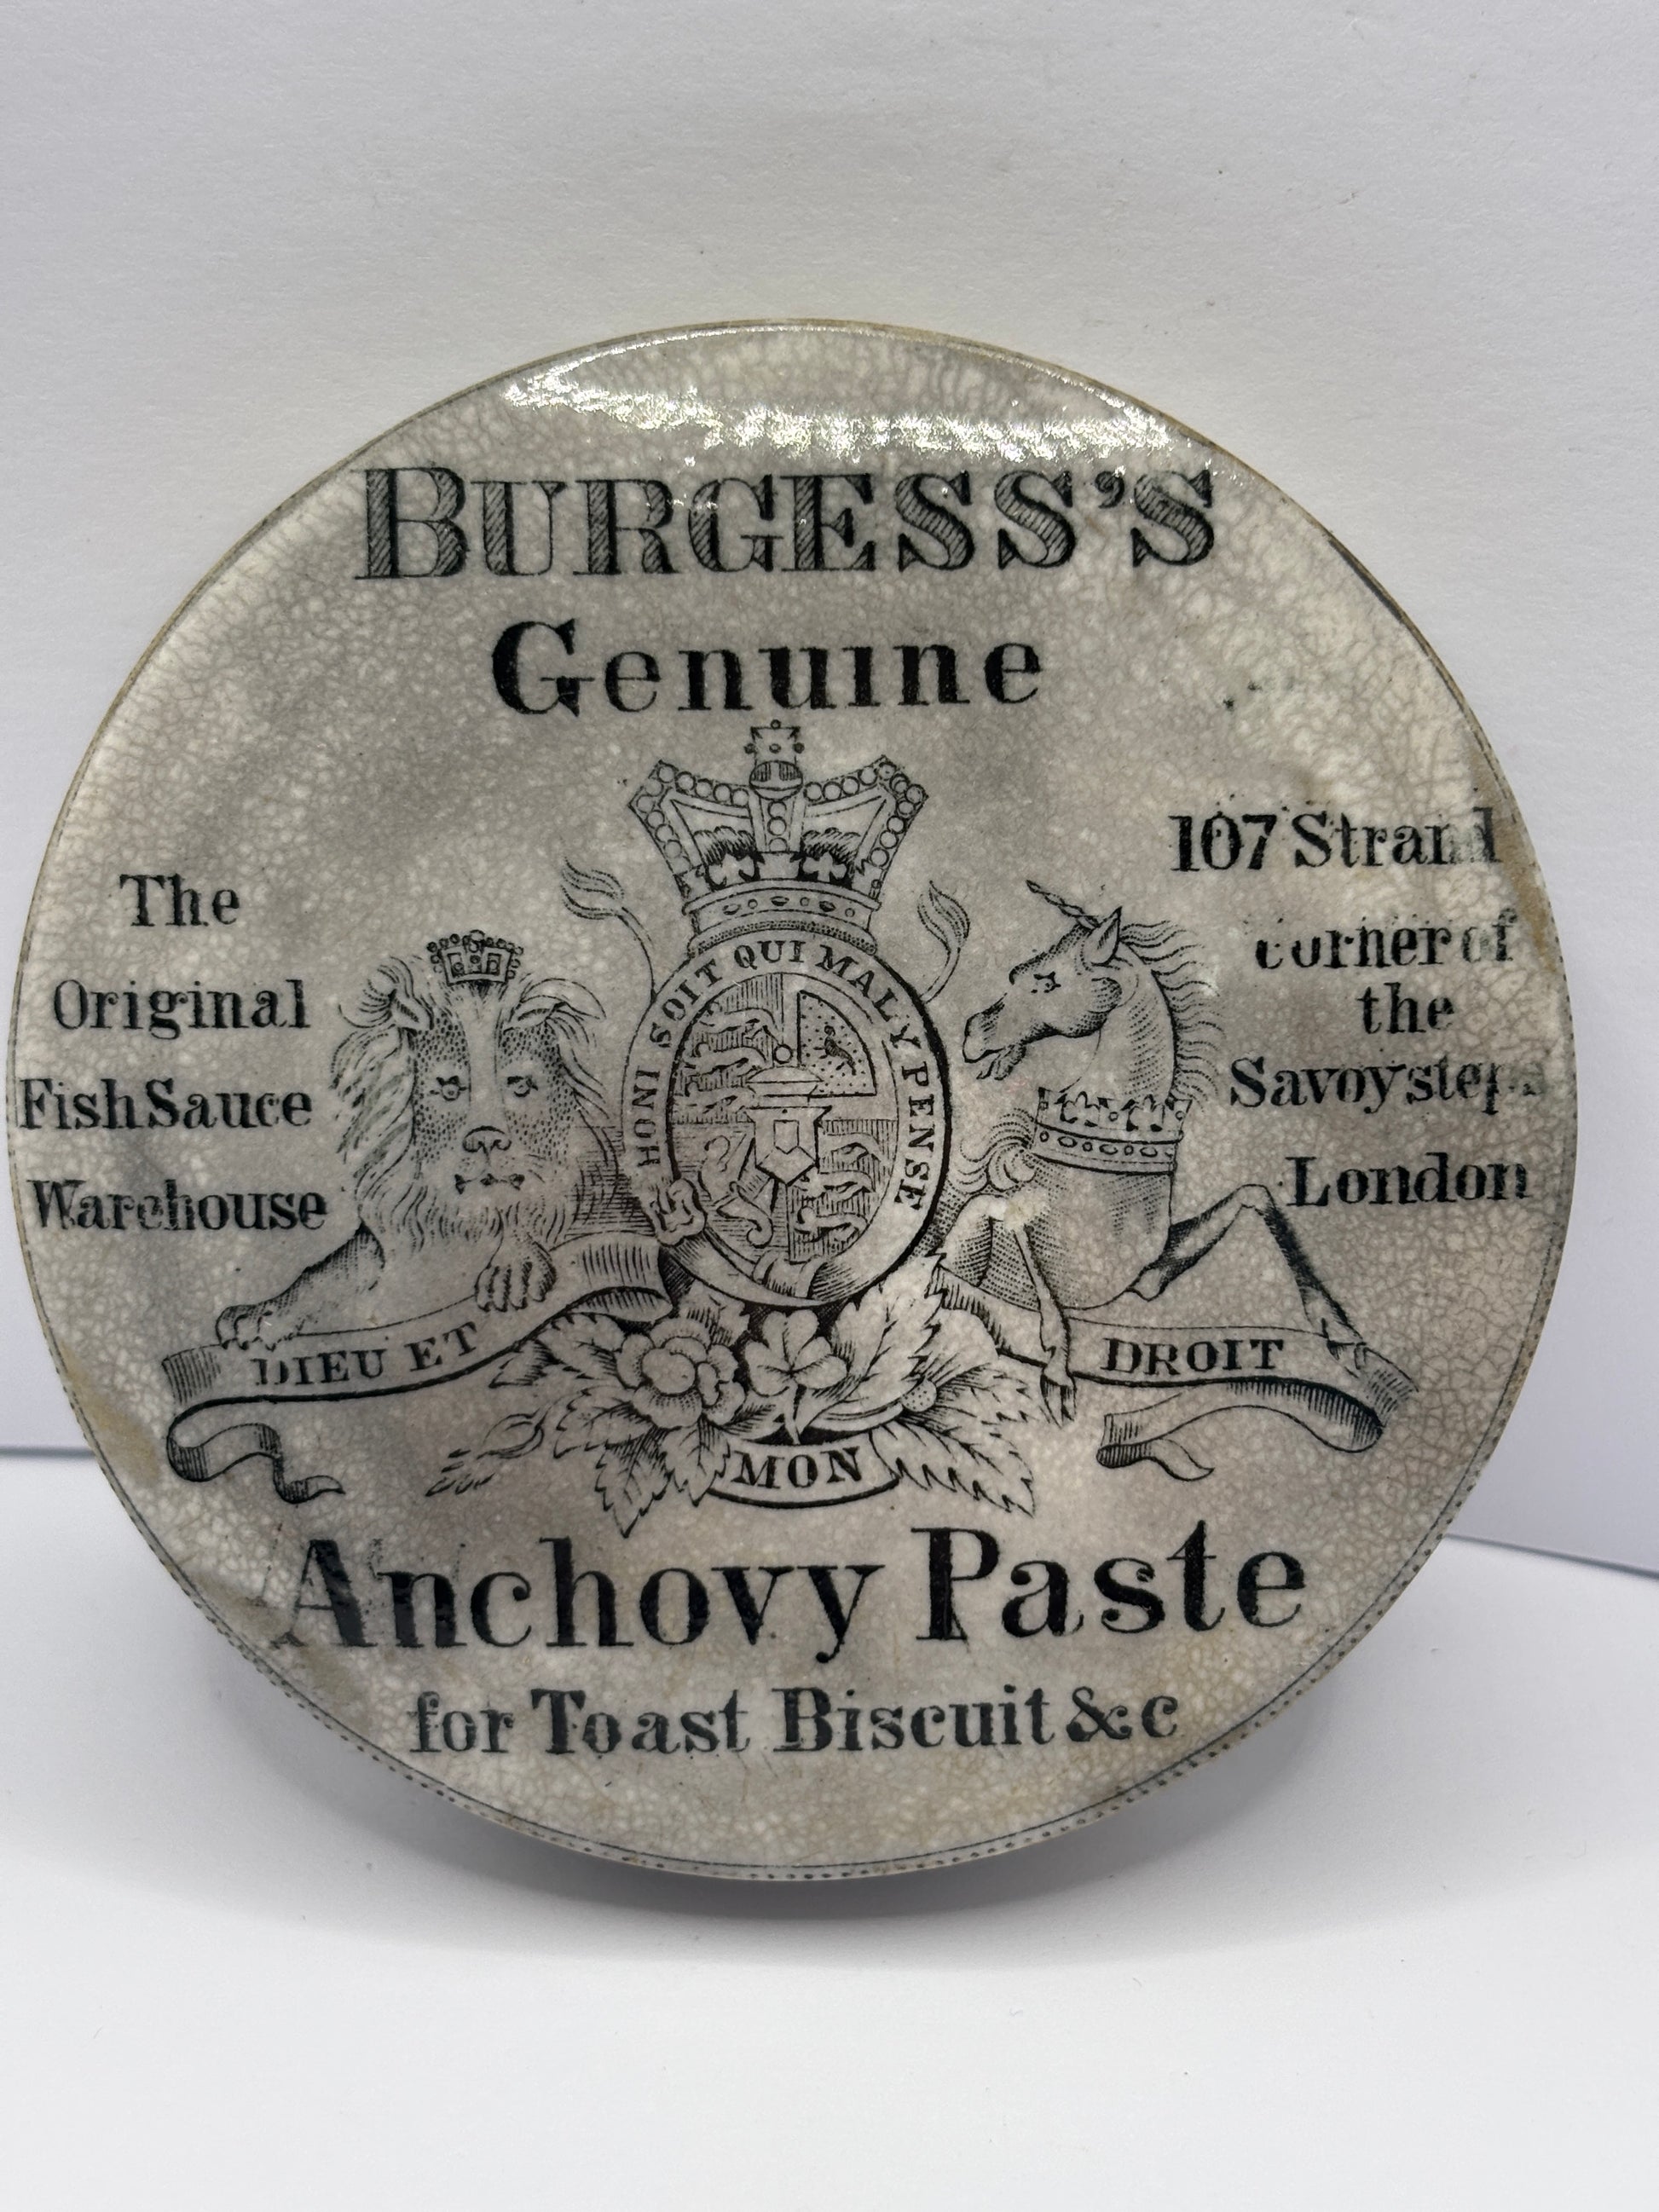 BURGESS'S
Genuine
The
Original
Fish Sauce
Warehouse
107 Strand
corner of
the
Savoy steps
London
HONI SOIT QUI MAL Y PENSE
DIEU ET
MON
DROIT
Anchovy Paste
for Toast Biscuit &c